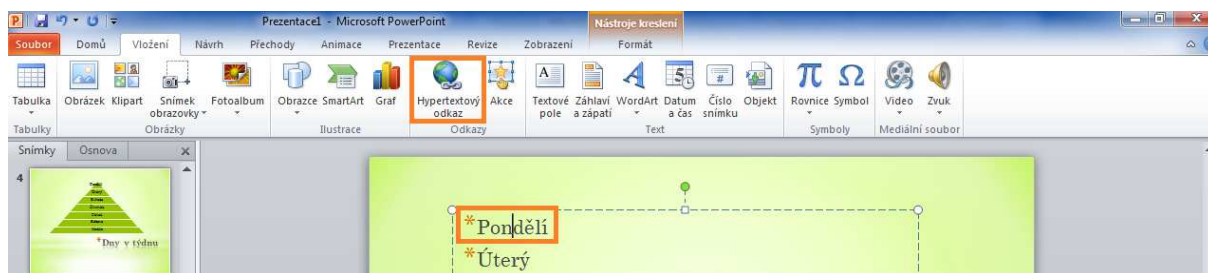 Prezentace1 - Microsoft PowerPoint
Nástroje kreslení
Soubor Domů Vložení Návrh Přechody Animace Prezentace Revize Zobrazení Formát
Tabulka Obrázek Klipart Snímek obrazovky Fotoalbum Obrazce SmartArt Graf Hypertextový odkaz Akce Textové pole Záhlaví a zápatí WordArt Datum a čas Číslo snímku Objekt Rovnice Symbol Video Zvuk
Tabulky Obrázky Ilustrace Odkazy Text Symboly Mediální soubor
Snímky Osnova
4
*Dny v týdnu
*Pondělí
*Úterý